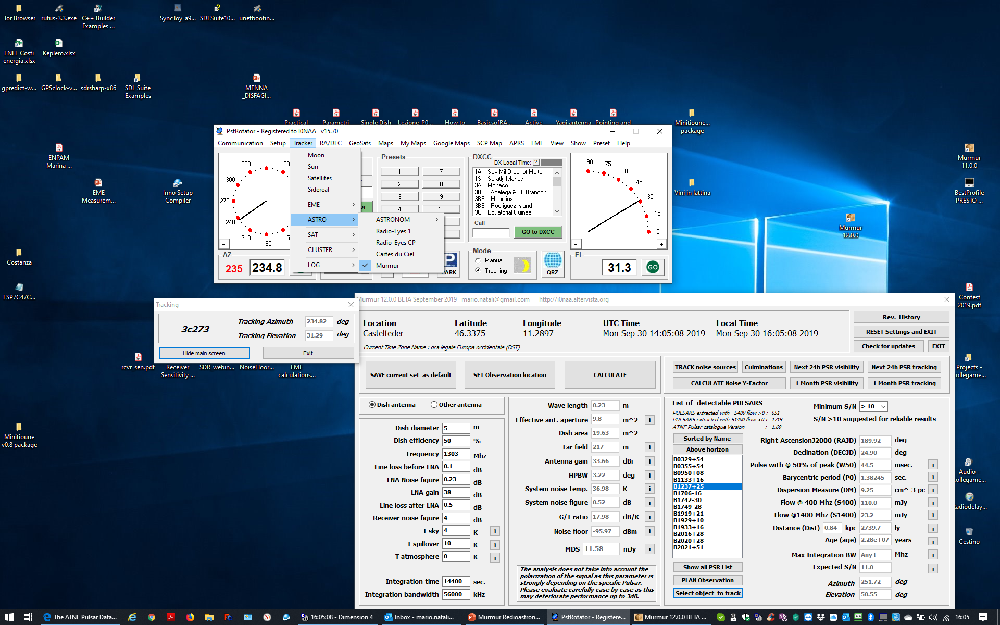 Tor Browser
rufus-3.3.exe
C++ Builder
Examples ...
SyncToy_a9...
SDLSuite10...
unetbootin...
ENEL Costi
energia.xlsx
Keplero.xlsx
gpredict-w...
GPSclock-v...
sdrsharp-x86
SDL Suite
Examples
MENNA
_DISFAGI...
Practical
Parametri
Single Dish
Lezione-P0...
How to
BasicsofRA...
Active
Yagi antenna
Pointing and
Minitioune...
package
ENPAM
Marina ...
EME
Measurem...
Inno Setup
Compiler
Vini in lattina
Murmur
11.0.0
BestProfile
PRESTO ...
Murmur
12.0.0
Costanza
FSP7C47C...
Contest
2019.pdf
PstRotator - Registered to I0NAA v15.70
Communication Setup Tracker RA/DEC GeoSats Maps My Maps Google Maps SCP Map APRS EME View Show Preset Help
Moon
Sun
Satellites
Sidereal
EME
ASTRO
SAT
CLUSTER
LOG
ASTRONOM
Radio-Eyes 1
Radio-Eyes CP
Cartes du Ciel
Murmur
0
30
330
300
270
240
210
180
15
-
AZ
235
234.8
or
Presets
1 7
2 8
3 9
4 10
PARK
DXCC
DX Local Time: ?
1A: Sov Mil Order of Malta
1S: Spratly Islands
3A: Monaco
3B6: Agalega & St. Brandon
3B8: Mauritius
3B9: Rodriguez Island
3C: Equatorial Guinea
Call
GO to DXCC
Mode
Manual
Tracking
QRZ
90
75
60
45
30
15
0
-
+
EL
31.3
GO
Tracking
3c273
Tracking Azimuth 234.82 deg
Tracking Elevation 31.29 deg
Hide main screen
Exit
rcvr_sen.pdf
Receiver
Sensitivity ...
SDR_webin...
NoiseFloor...
EME
calculations...
Minitioune
v0.8 package
Projects -
ollegame...
Audio -
ollegame...
adiodelay...
Cestino
Murmur 12.0.0 BETA September 2019 mario.natali@gmail.com http://i0naa.altervista.org
Location Latitude Longitude UTC Time Local Time
Castelfeder 46.3375 11.2897 Mon Sep 30 14:05:08 2019 Mon Sep 30 16:05:08 2019
Current Time Zone Name : ora legale Europa occidentale (DST)
Rev. History
RESET Settings and EXIT
Check for updates
EXIT
SAVE current set as default
SET Observation location
CALCULATE
TRACK noise sources
Culminations
Next 24h PSR visibility
Next 24h PSR tracking
CALCULATE Noise Y-Factor
1 Month PSR visibility
1 Month PSR tracking
Dish antenna
Other antenna
Dish diameter 5 m
Dish efficiency 50 %
Frequency 1303 Mhz
Line loss before LNA 0.1 dB
LNA Noise figure 0.23 dB
LNA gain 38 dB
Line loss after LNA 0.5 dB
Receiver noise figure 4 dB
T sky 4 K i
T spillover 10 K i
T atmosphere 0 K i
Integration time 14400 sec.
Integration bandwidth 56000 kHz
Wave length 0.23 m
Effective ant. aperture 9.8 m^2 i
Dish area 19.63 m^2
Far field 217 m i
Antenna gain 33.66 dBi i
HPBW 3.22 deg i
System noise temp. 36.98 K i
System noise figure 0.52 dB i
G/T ratio 17.98 dB/K i
Noise floor -95.97 dBm i
MDS 11.58 mJy i
The analysis does not take into account the
polarization of the signal as this parameter is
strongly depending on the specific Pulsar.
Please evaluate carefully case by case as this
may deteriorate performance up to 3dB.
List of detectable PULSARS
PULSARS extracted with S400 flow >0 : 651
PULSARS extracted with S1400 flow >0 : 1719
ATNF Pulsar catalogue Version : 1.60
Minimum S/N > 10
S/N >10 suggested for reliable results
Sorted by Name
Above horizon
B0329+54
B0355+54
B0950+08
B1133+16
B1237+25
B1706-16
B1742-30
B1749-28
B1919+21
B1929+10
B1933+16
B2016+28
B2020+28
B2021+51
Show all PSR List
PLAN Observation
Select object to track
Right AscensionJ2000 (RAJD) 189.92 deg
Declination (DECJD) 24.90 deg
Pulse with @ 50% of peak (W50) 44.5 msec. i
Barycentric period (P0) 1.38245 sec. i
Dispersion Measure (DM) 9.25 cm^-3 pc i
Flow @ 400 Mhz (S400) 110.0 mJy i
Flow @1400 Mhz (S1400) 23.2 mJy i
Distance (Dist) 0.84 kpc 2739.7 ly i
Age (age) 2.28e+07 years i
Max Integration BW Any ! Mhz i
Expected S/N 11.0 i
Azimuth 251.72 deg
Elevation 50.55 deg
The ATNF Pulsar Data...
16:05:08 - Dimension 4
Inbox - mario.natali...
Murmur Redioastron...
PstRotator - Registere...
Murmur 12.0.0 BETA ...
16:05